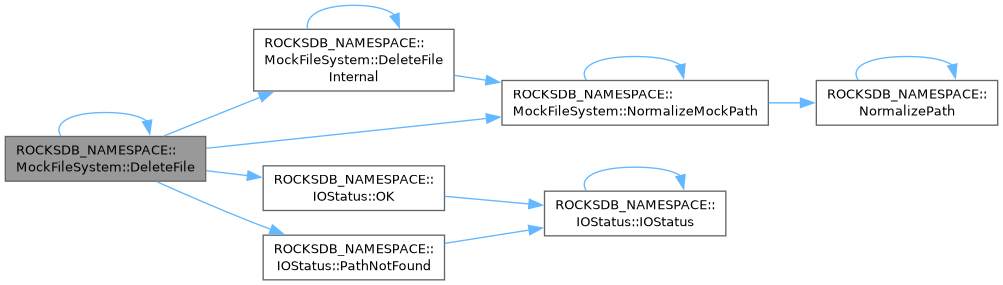 ROCKSDB_NAMESPACE::
MockFileSystem::DeleteFile
ROCKSDB_NAMESPACE::
MockFileSystem::DeleteFile
Internal
ROCKSDB_NAMESPACE::
MockFileSystem::NormalizeMockPath
ROCKSDB_NAMESPACE::
NormalizePath
ROCKSDB_NAMESPACE::
IOStatus::OK
ROCKSDB_NAMESPACE::
IOStatus::IOStatus
ROCKSDB_NAMESPACE::
IOStatus::PathNotFound